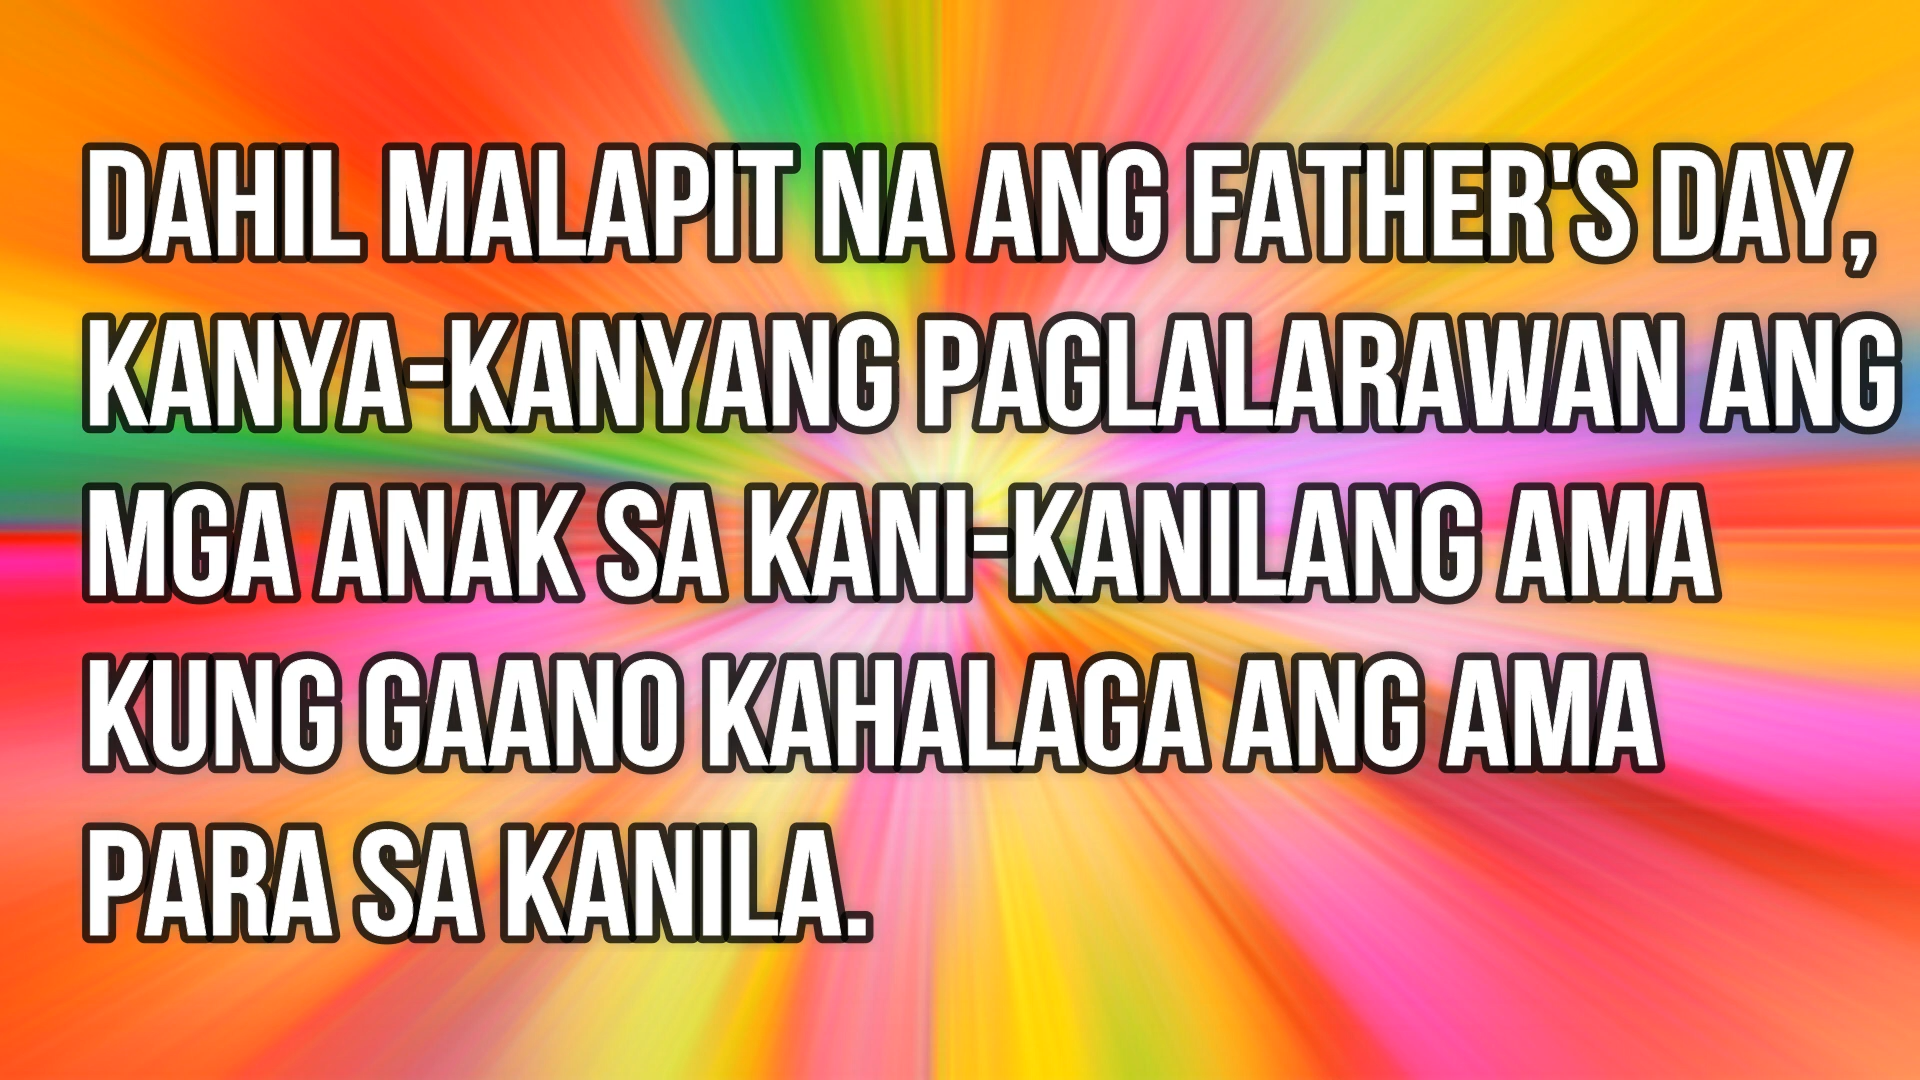 DAHIL MALAPIT NA ANG FATHER'S DAY,
KANYA-KANYANG PAGLALARAWAN ANG
MGA ANAK SA KANI-KANILANG AMA
KUNG GAANO KAHALAGA ANG AMA
PARA SA KANILA.